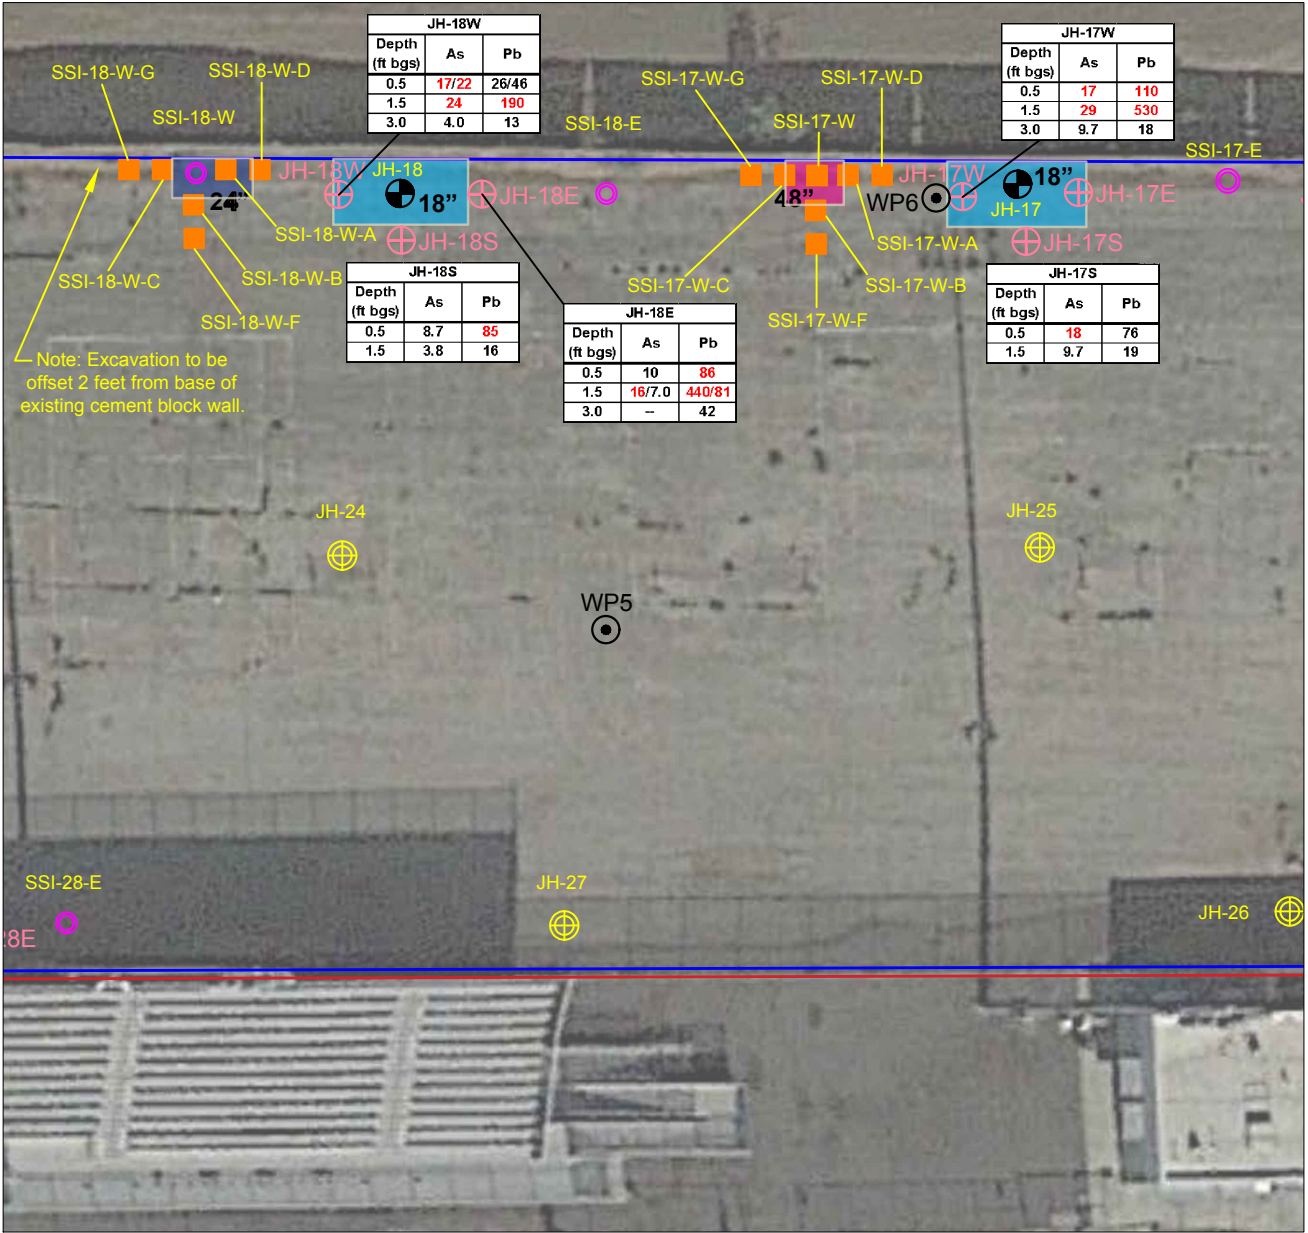 JH-18W
Depth (ft bgs) As Pb
0.5 17/22 26/46
1.5 24 190
3.0 4.0 13
JH-17W
Depth (ft bgs) As Pb
0.5 17 110
1.5 29 530
3.0 9.7 18
SSI-18-W-G
SSI-18-W-D
SSI-18-W
SSI-18-E
SSI-17-W-G
SSI-17-W-D
SSI-17-W
SSI-17-E
JH-18W
JH-18
18"
JH-18E
24"
48"
WP6
JH-17W
18"
JH-17
JH-17E
SSI-18-W-A
JH-18S
SSI-17-W-A
JH-17S
SSI-18-W-C
SSI-18-W-B
SSI-17-W-C
SSI-17-W-B
SSI-18-W-F
SSI-17-W-F
JH-18S
Depth (ft bgs) As Pb
0.5 8.7 85
1.5 3.8 16
JH-18E
Depth (ft bgs) As Pb
0.5 10 86
1.5 16/7.0 440/81
3.0 -- 42
JH-17S
Depth (ft bgs) As Pb
0.5 18 76
1.5 9.7 19
Note: Excavation to be
offset 2 feet from base of
existing cement block wall.
JH-24
JH-25
WP5
SSI-28-E
28E
JH-27
JH-26